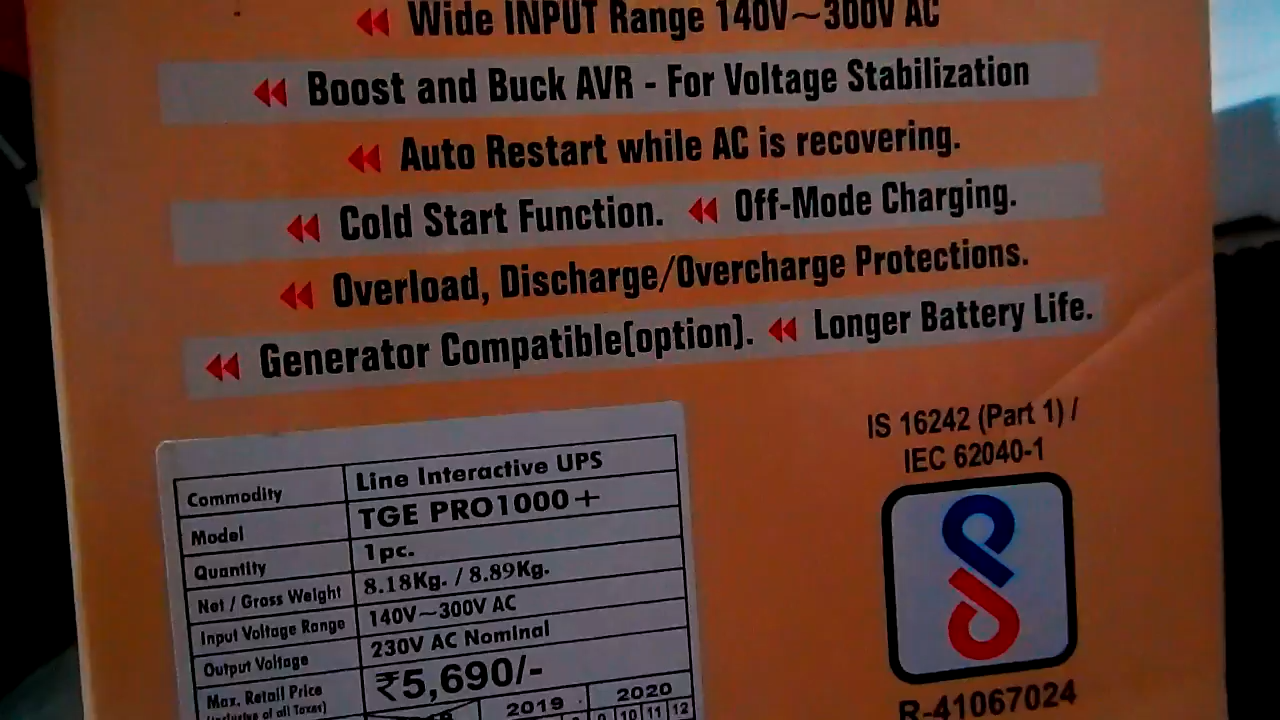 Wide INPUT Range 140V~300V AC
Boost and Buck AVR - For Voltage Stabilization
Auto Restart while AC is recovering.
Cold Start Function. Off-Mode Charging.
Overload, Discharge/Overcharge Protections.
Generator Compatible(option). Longer Battery Life.
IS 16242 (Part 1) /
IEC 62040-1
R-41067024
Commodity Line Interactive UPS
Model TGE PRO1000+
Quantity 1pc.
Net / Gross Weight 8.18Kg. / 8.89Kg.
Input Voltage Range 140V~300V AC
Output Voltage 230V AC Nominal
Max. Retail Price ₹5,690/-
(Inclusive of all Taxes)
2019 2020
9 10 11 12